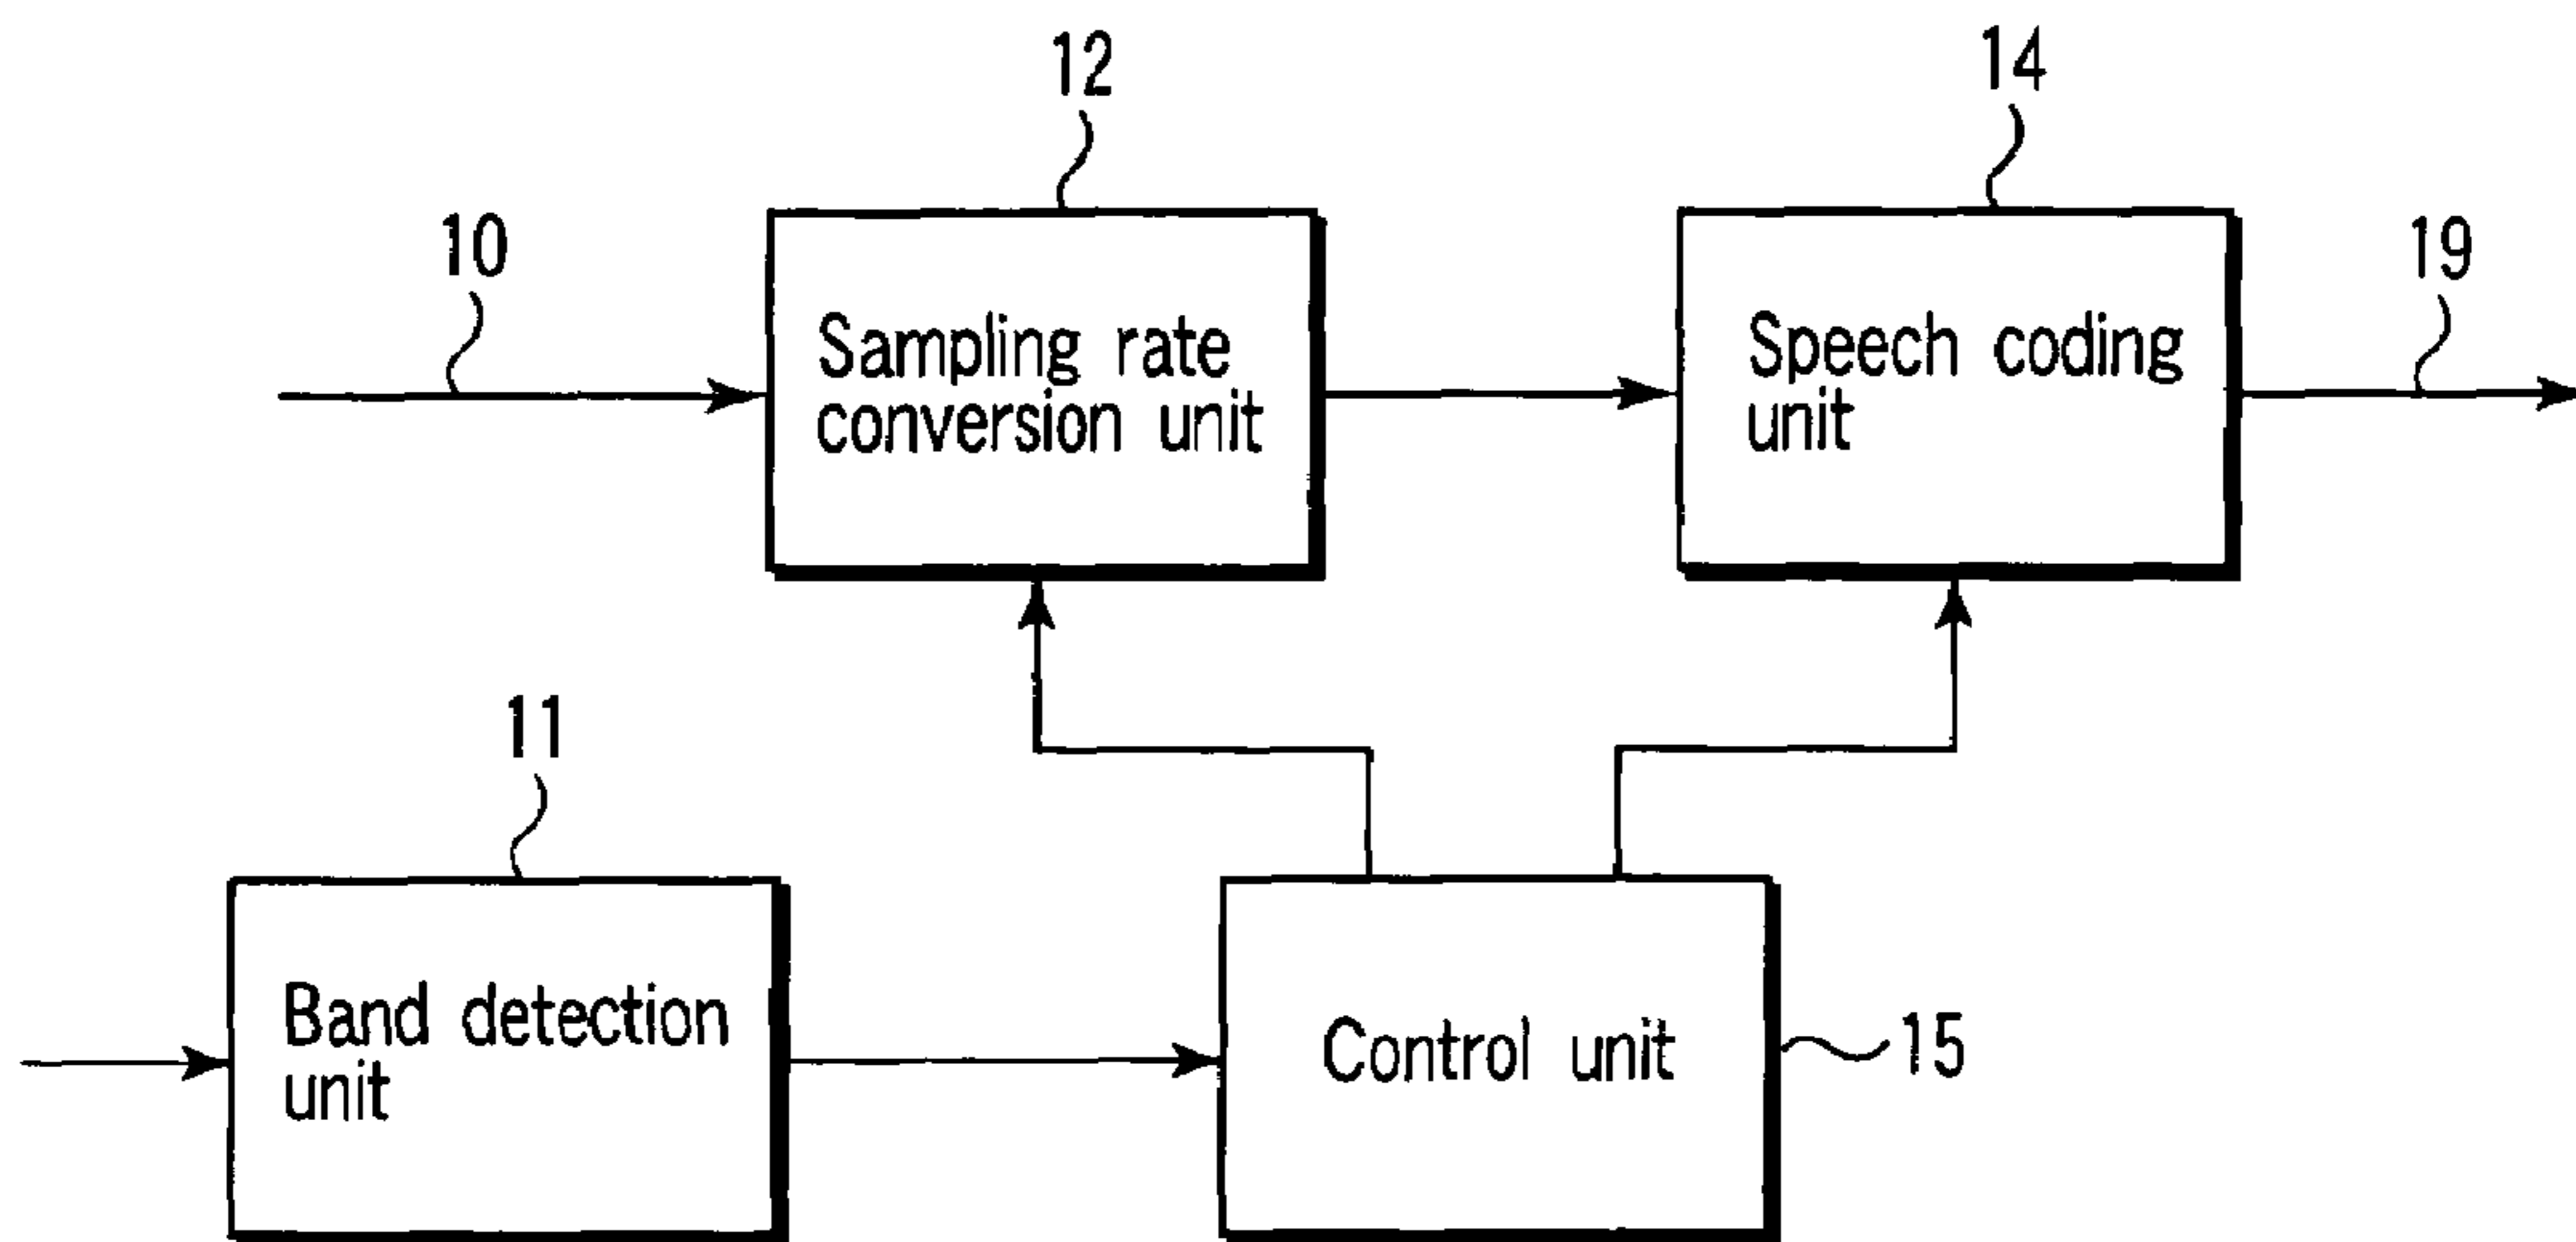 12
14
10
19
Sampling rate
conversion unit
Speech coding
unit
11
Band detection
unit
Control unit
15